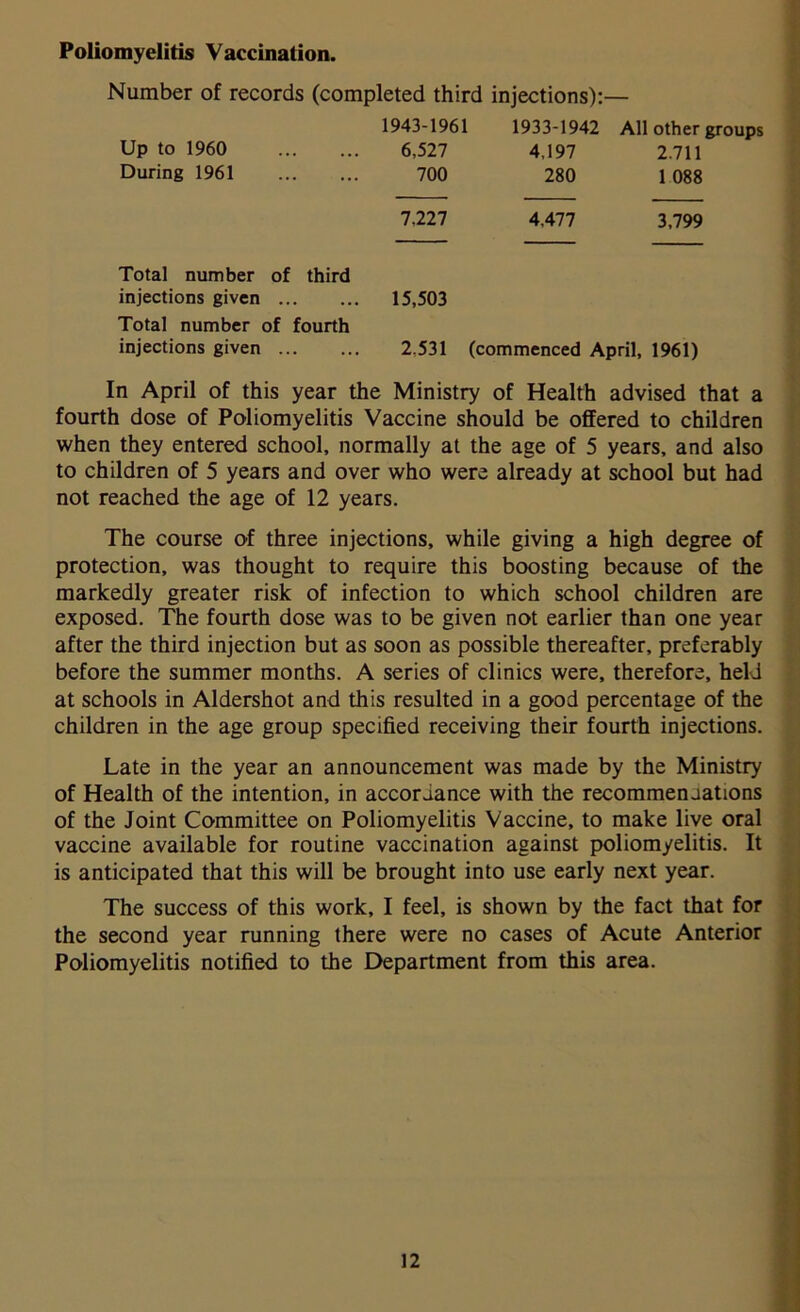 Poliomyelitis Vaccination.
Number of records (completed third injections):—
1943-1961 1933-1942 All other groups
Up to 1960 ... ... 6,527 4,197 2.711
During 1961 ... ... 700 280 1 088
7.227 4.477 3,799
Total number of third
injections given ... ... 15,503
Total number of fourth
injections given ... ... 2.531 (commenced April, 1961)
In April of this year the Ministry of Health advised that a
fourth dose of Poliomyelitis Vaccine should be offered to children
when they entered school, normally at the age of 5 years, and also
to children of 5 years and over who were already at school but had
not reached the age of 12 years.
The course of three injections, while giving a high degree of
protection, was thought to require this boosting because of the
markedly greater risk of infection to which school children are
exposed. The fourth dose was to be given not earlier than one year
after the third injection but as soon as possible thereafter, preferably
before the summer months. A series of clinics were, therefore, held
at schools in Aldershot and this resulted in a good percentage of the
children in the age group specified receiving their fourth injections.
Late in the year an announcement was made by the Ministry
of Health of the intention, in accordance with the recommendations
of the Joint Committee on Poliomyelitis Vaccine, to make live oral
vaccine available for routine vaccination against poliomyelitis. It
is anticipated that this will be brought into use early next year.
The success of this work, I feel, is shown by the fact that for
the second year running there were no cases of Acute Anterior
Poliomyelitis notified to the Department from this area.
12